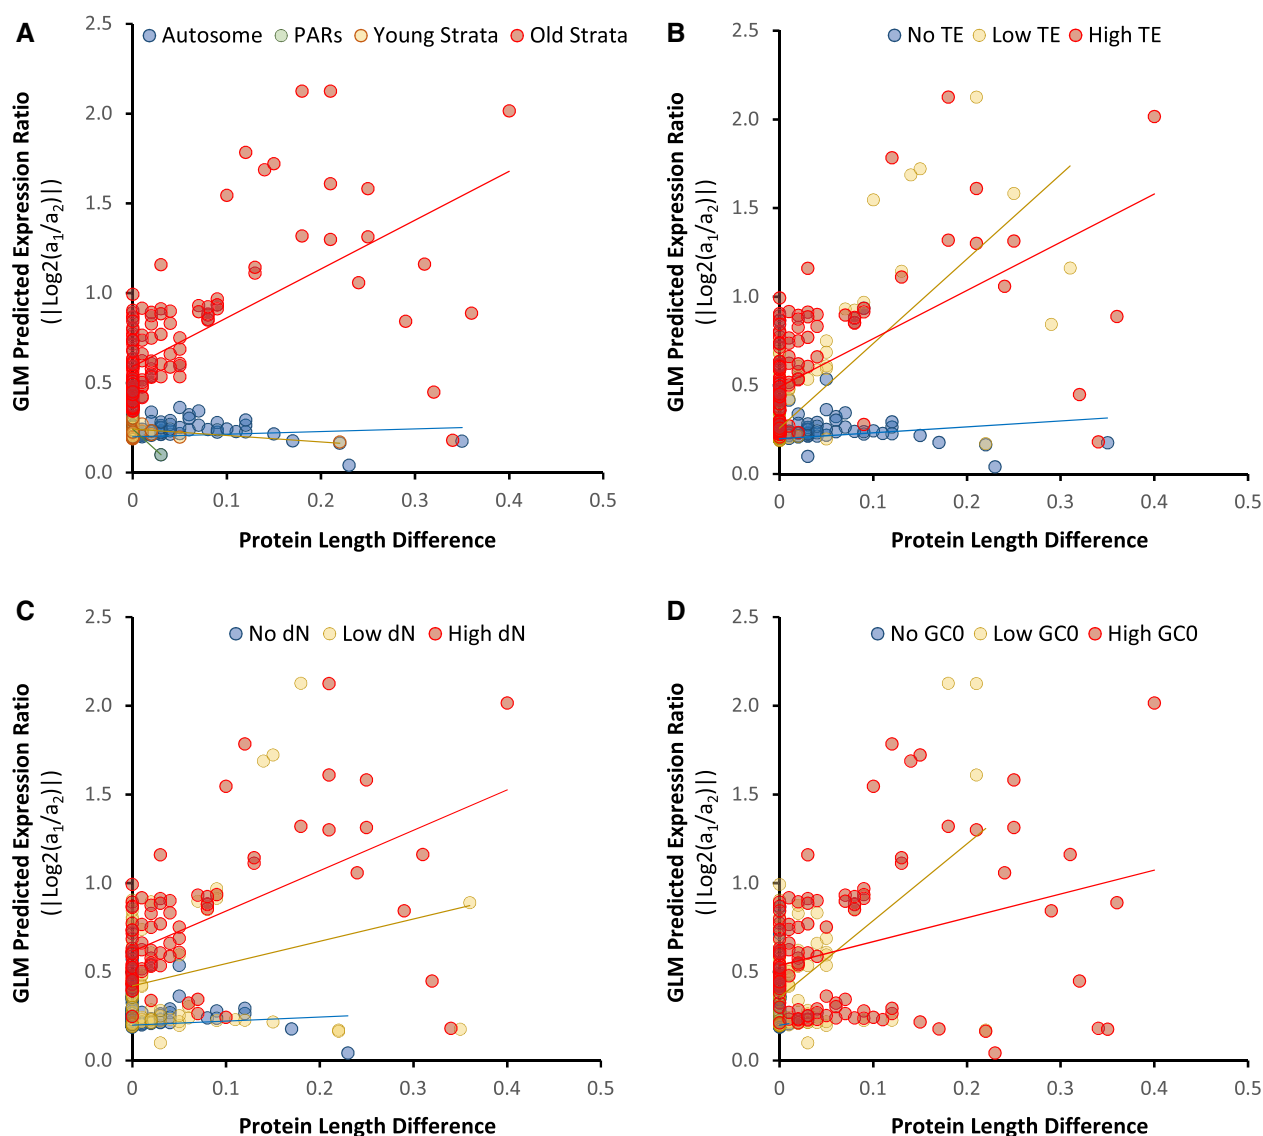 A
Autosome PARs Young Strata Old Strata
GLM Predicted Expression Ratio
(|Log2(a1/a2)|)
2.5
2.0
1.5
1.0
0.5
0.0
0 0.1 0.2 0.3 0.4 0.5
Protein Length Difference
B
No TE Low TE High TE
GLM Predicted Expression Ratio
(|Log2(a1/a2)|)
2.5
2.0
1.5
1.0
0.5
0.0
0 0.1 0.2 0.3 0.4 0.5
Protein Length Difference
C
No dN Low dN High dN
GLM Predicted Expression Ratio
(|Log2(a1/a2)|)
2.5
2.0
1.5
1.0
0.5
0.0
0 0.1 0.2 0.3 0.4 0.5
Protein Length Difference
D
No GC0 Low GC0 High GC0
GLM Predicted Expression Ratio
(|Log2(a1/a2)|)
2.5
2.0
1.5
1.0
0.5
0.0
0 0.1 0.2 0.3 0.4 0.5
Protein Length Difference